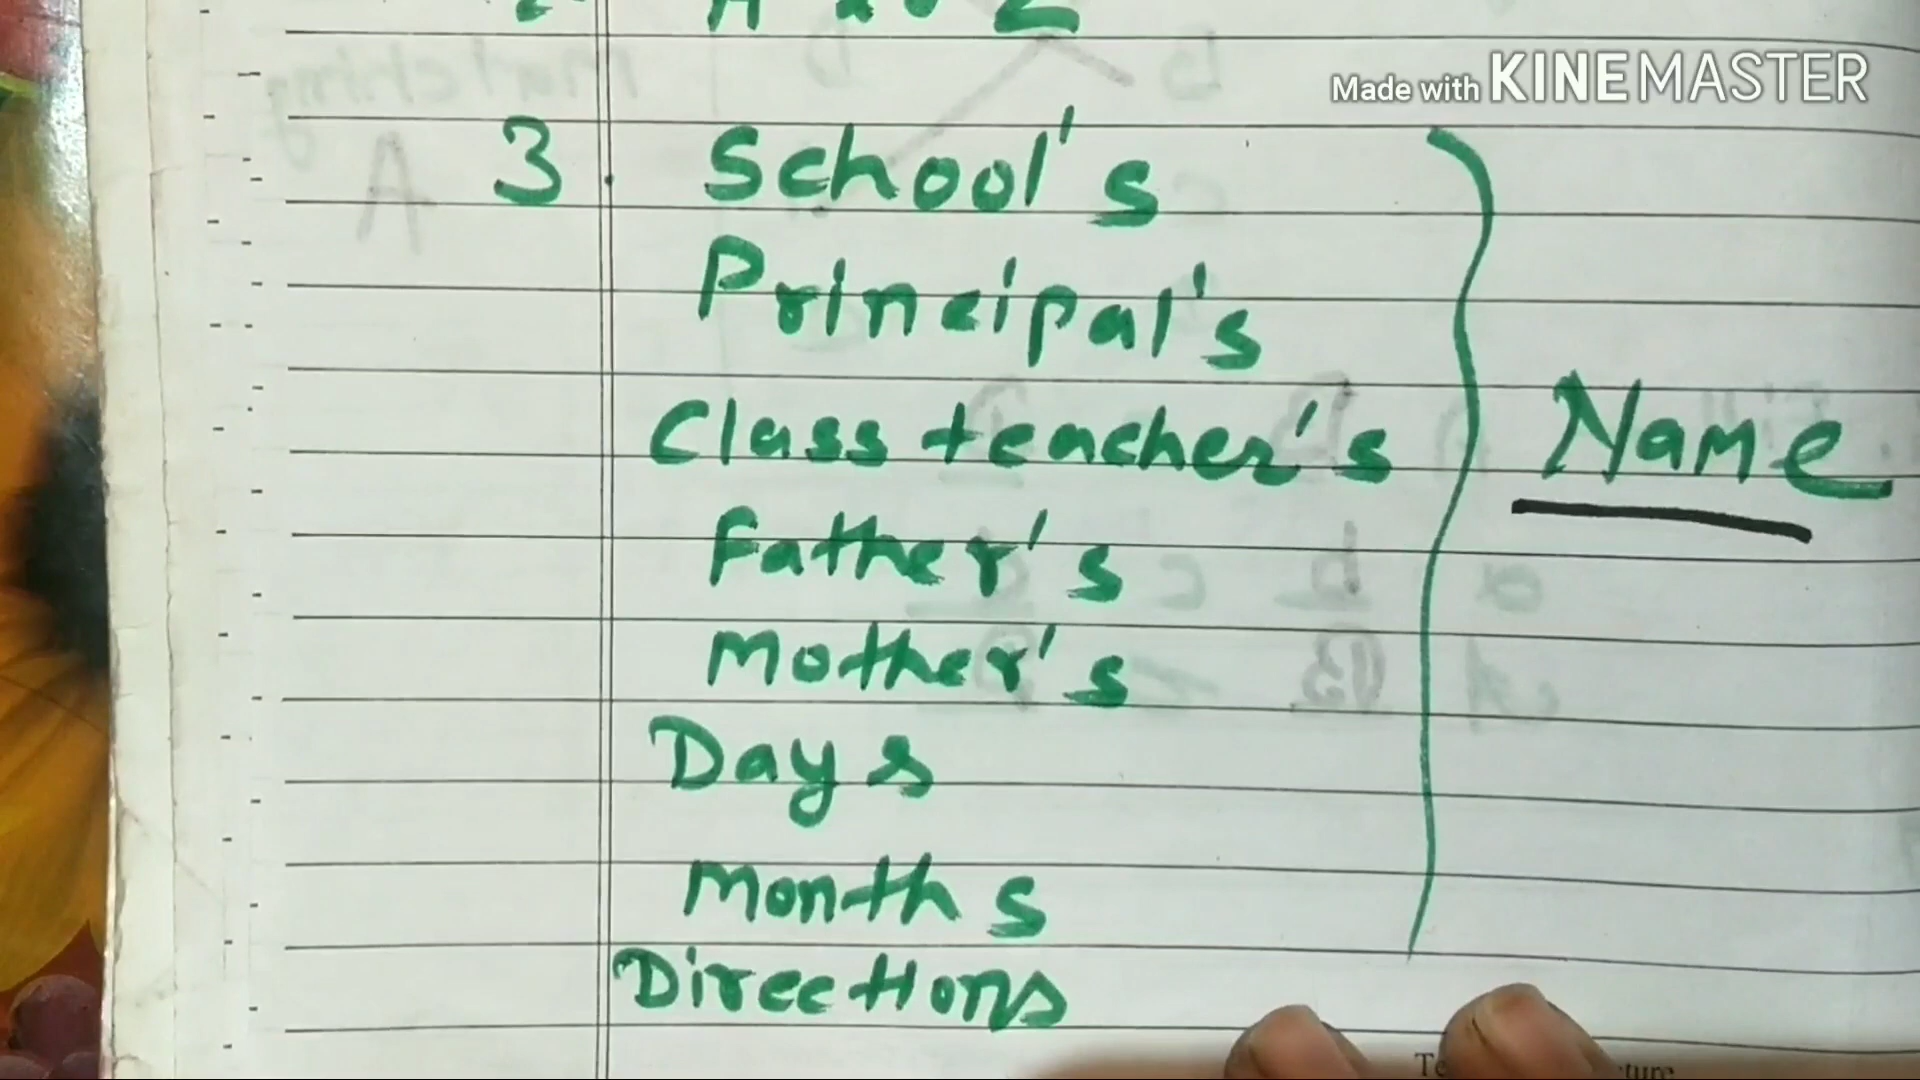 Made with KINEMASTER
3. School's
Principal's
Class teacher's
Name
Father's
Mother's
Days
Months
Directions